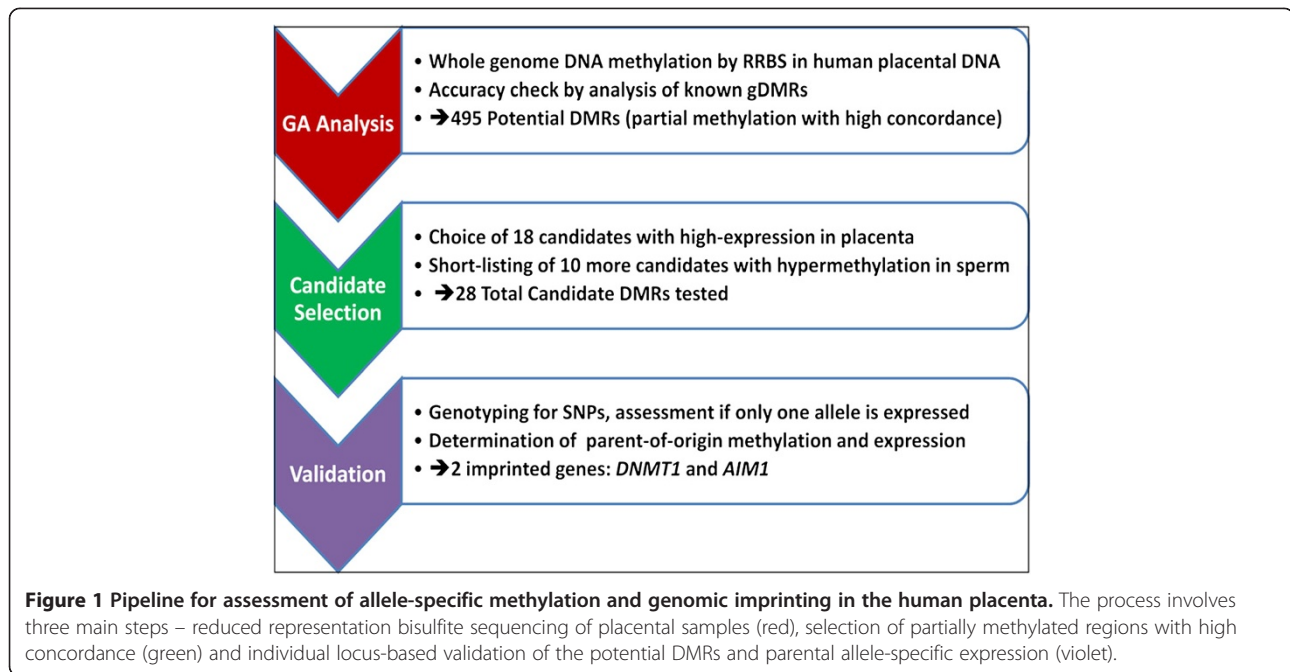 GA Analysis
• Whole genome DNA methylation by RRBS in human placental DNA
• Accuracy check by analysis of known gDMRs
• ➔495 Potential DMRs (partial methylation with high concordance)
Candidate
Selection
• Choice of 18 candidates with high-expression in placenta
• Short-listing of 10 more candidates with hypermethylation in sperm
• ➔28 Total Candidate DMRs tested
Validation
• Genotyping for SNPs, assessment if only one allele is expressed
• Determination of parent-of-origin methylation and expression
• ➔2 imprinted genes: DNMT1 and AIM1
Figure 1 Pipeline for assessment of allele-specific methylation and genomic imprinting in the human placenta. The process involves
three main steps – reduced representation bisulfite sequencing of placental samples (red), selection of partially methylated regions with high
concordance (green) and individual locus-based validation of the potential DMRs and parental allele-specific expression (violet).